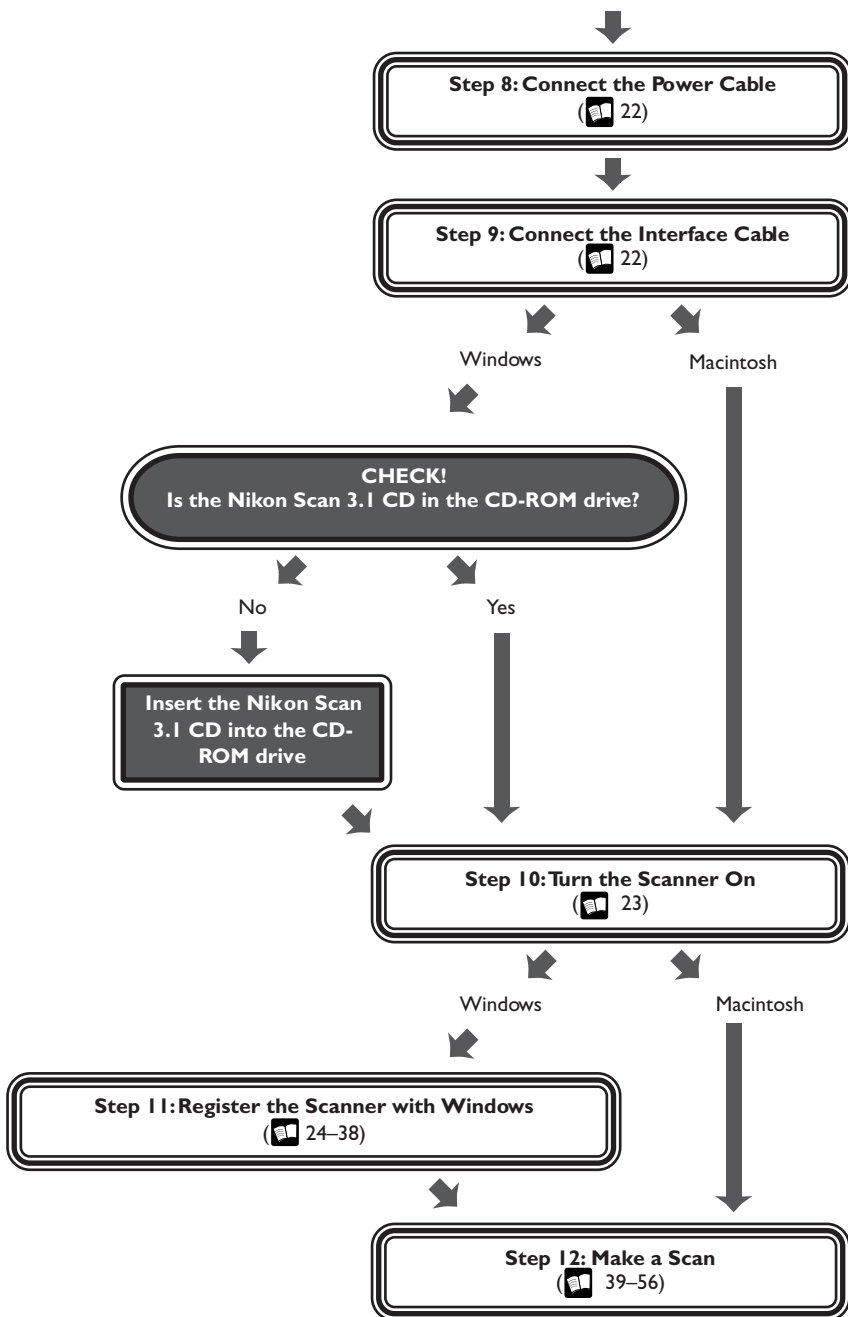 Step 8: Connect the Power Cable
( 22)
Step 9: Connect the Interface Cable
( 22)
Windows
Macintosh
CHECK!
Is the Nikon Scan 3.1 CD in the CD-ROM drive?
No
Yes
Insert the Nikon Scan
3.1 CD into the CD-
ROM drive
Step 10: Turn the Scanner On
( 23)
Windows
Macintosh
Step 11: Register the Scanner with Windows
( 24–38)
Step 12: Make a Scan
( 39–56)